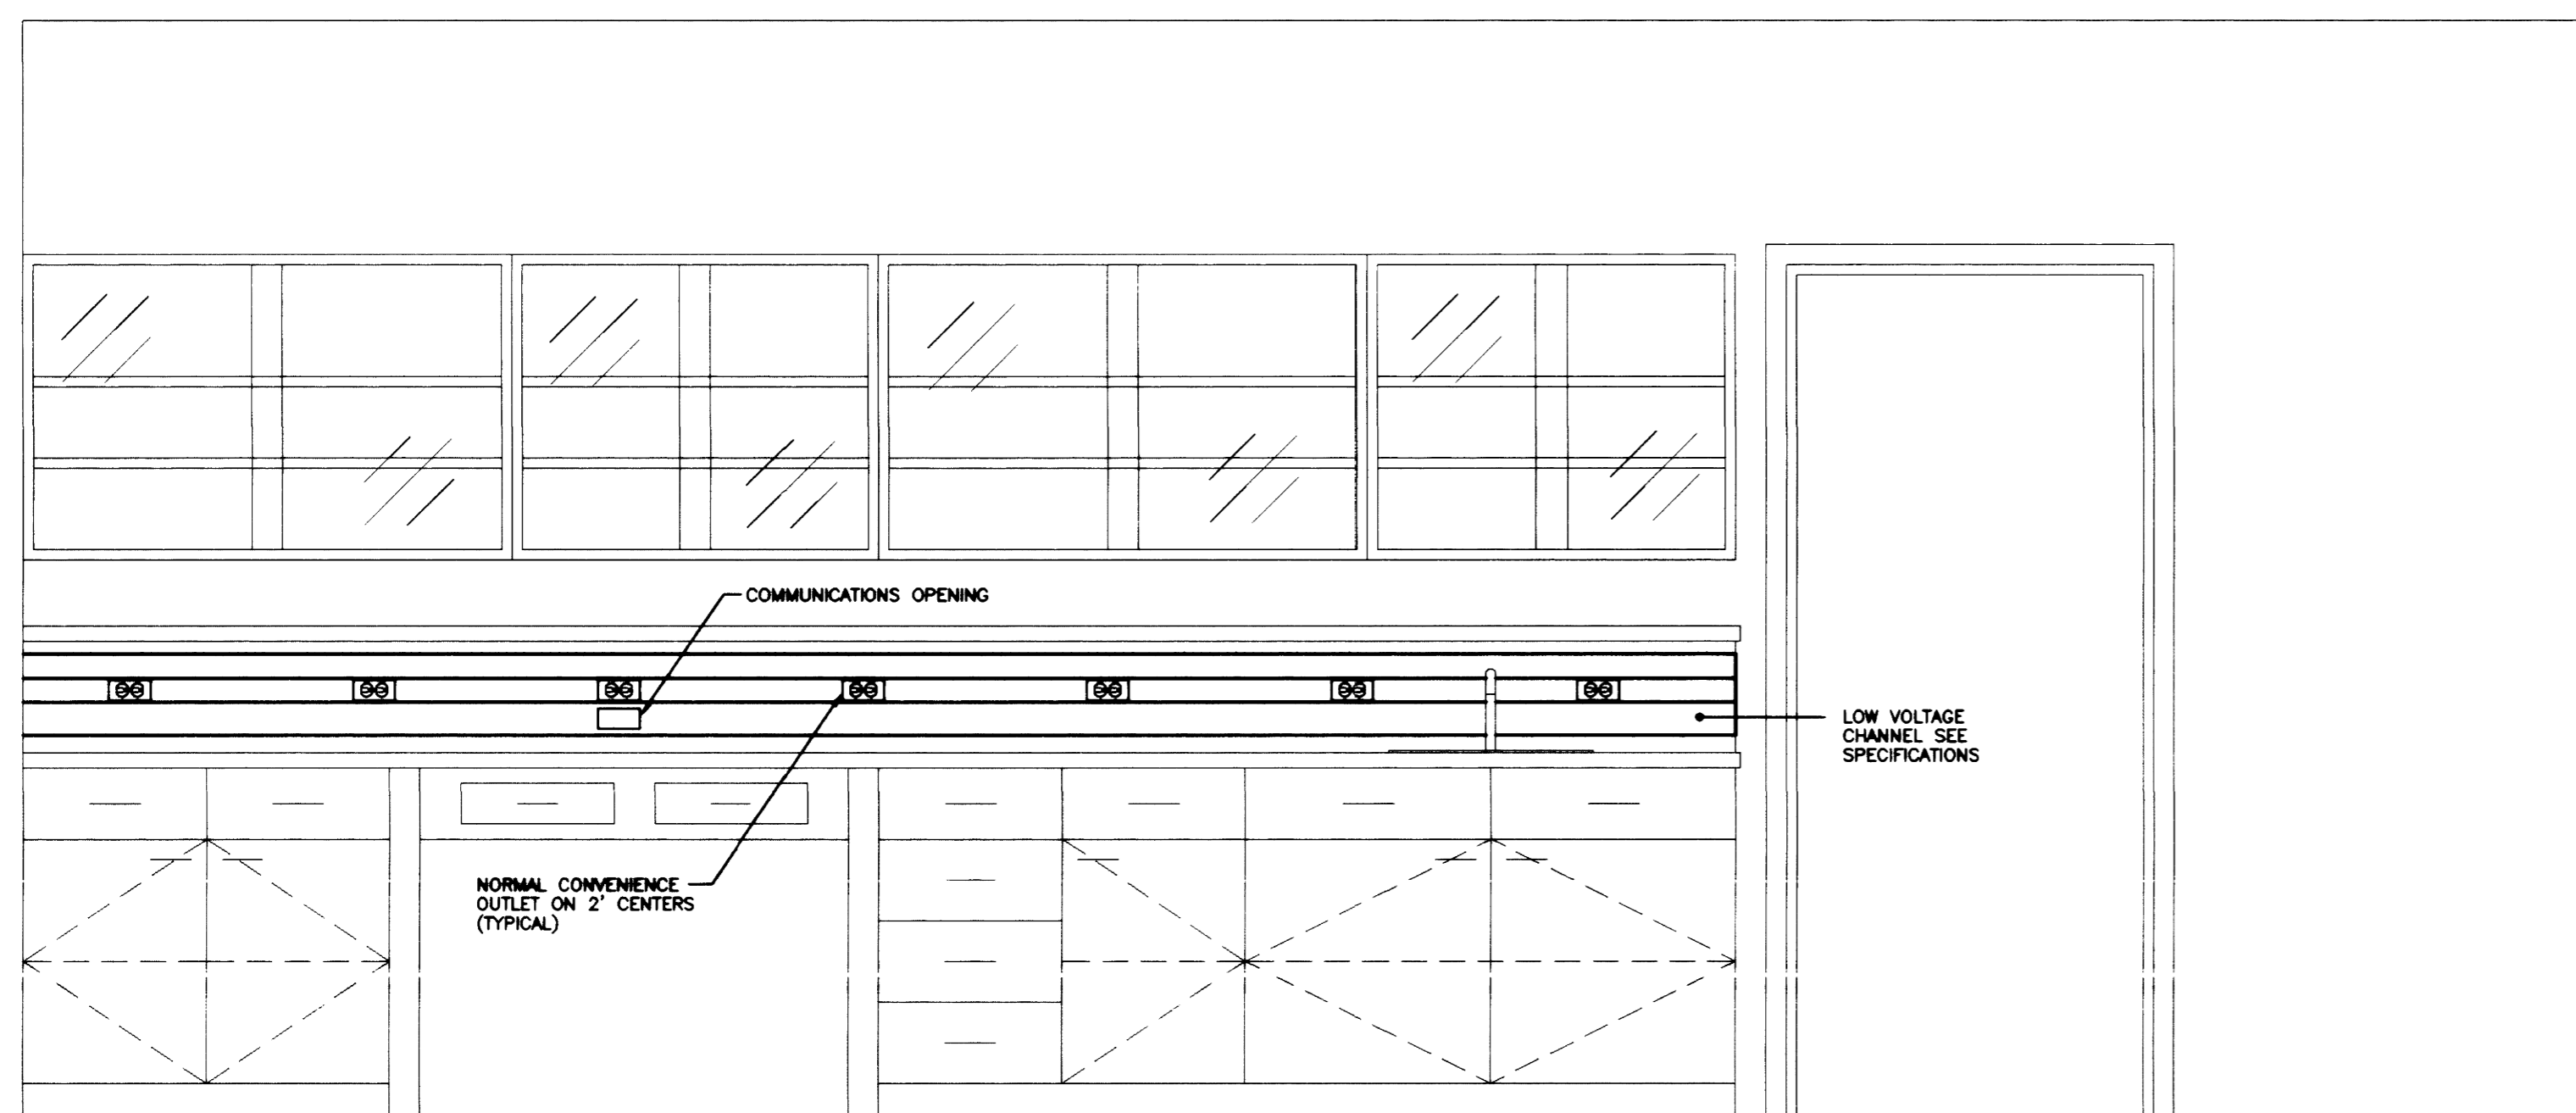 COMMUNICATIONS OPENING
LOW VOLTAGE
CHANNEL SEE
SPECIFICATIONS
NORMAL CONVENIENCE
OUTLET ON 2' CENTERS
(TYPICAL)